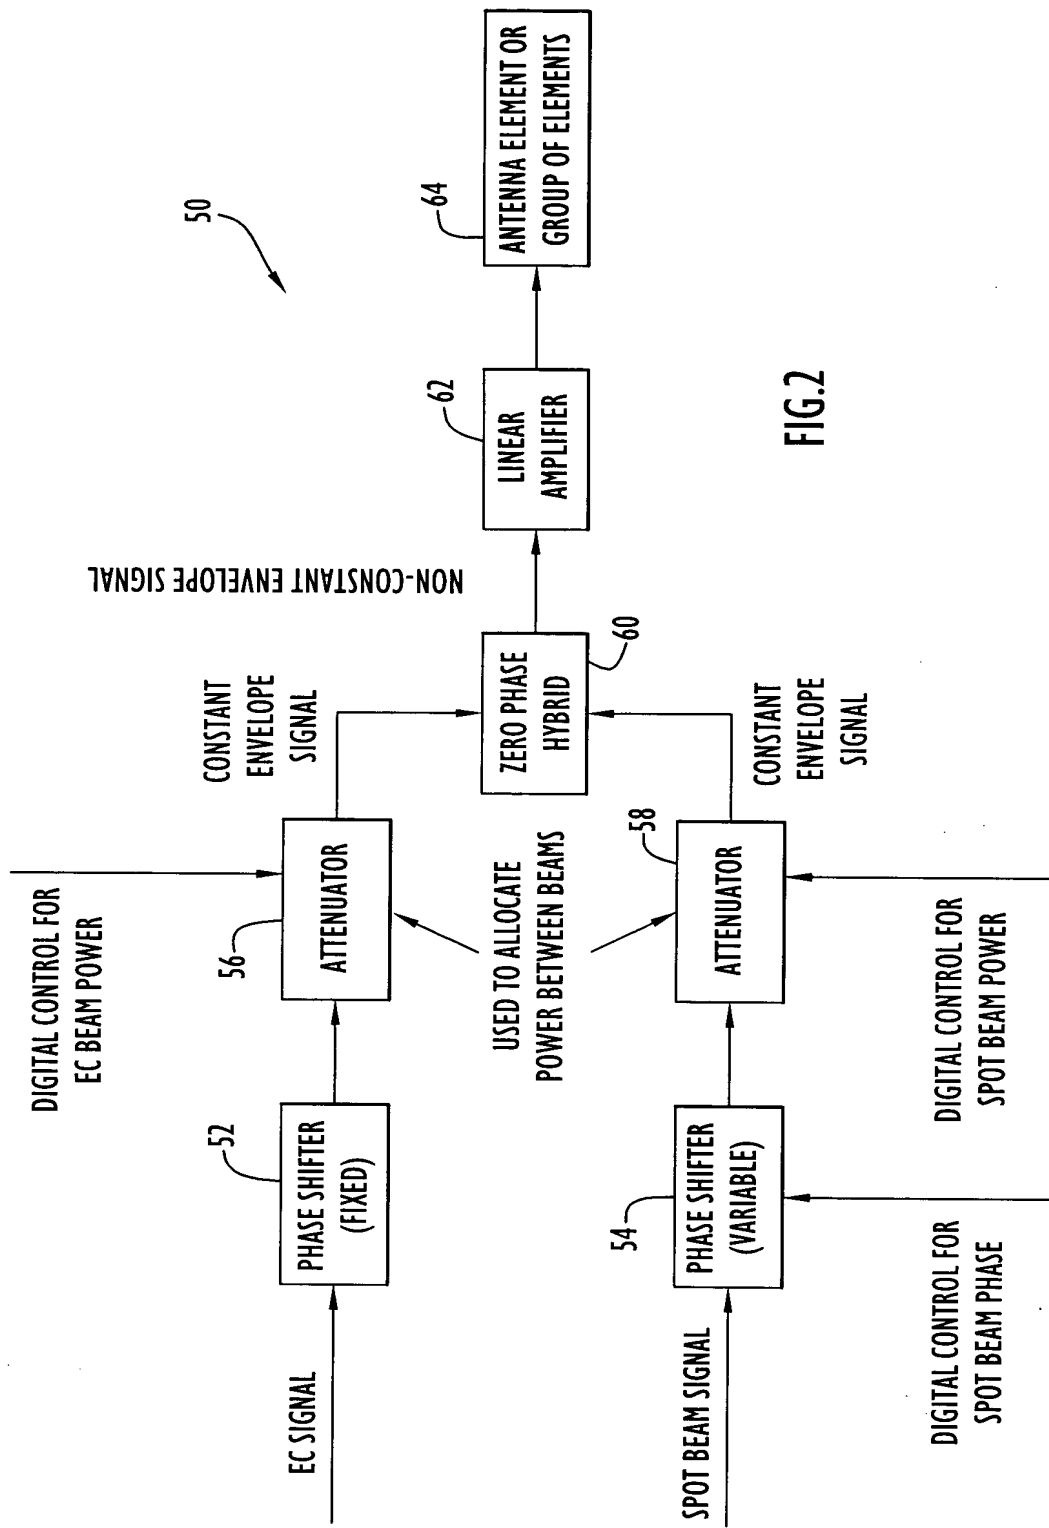 EC SIGNAL
PHASE SHIFTER
(FIXED)
52
DIGITAL CONTROL FOR
EC BEAM POWER
56
ATTENUATOR
CONSTANT
ENVELOPE
SIGNAL
NON-CONSTANT ENVELOPE SIGNAL
50
USED TO ALLOCATE
POWER BETWEEN BEAMS
ZERO PHASE
HYBRID
60
LINEAR
AMPLIFIER
62
ANTENNA ELEMENT OR
GROUP OF ELEMENTS
64
SPOT BEAM SIGNAL
54
PHASE SHIFTER
(VARIABLE)
58
ATTENUATOR
CONSTANT
ENVELOPE
SIGNAL
DIGITAL CONTROL FOR
SPOT BEAM PHASE
DIGITAL CONTROL FOR
SPOT BEAM POWER
FIG.2